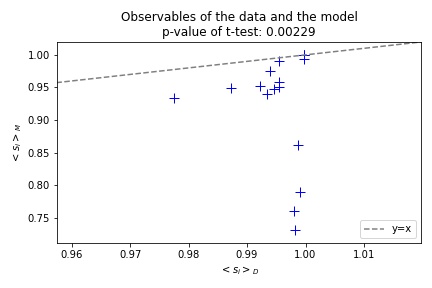 Observables of the data and the model
p-value of t-test: 0.00229
1.00
0.95
0.90
0.85
0.80
0.75
< s_i >_M
0.96
0.97
0.98
0.99
1.00
1.01
< s_i >_D
y=x